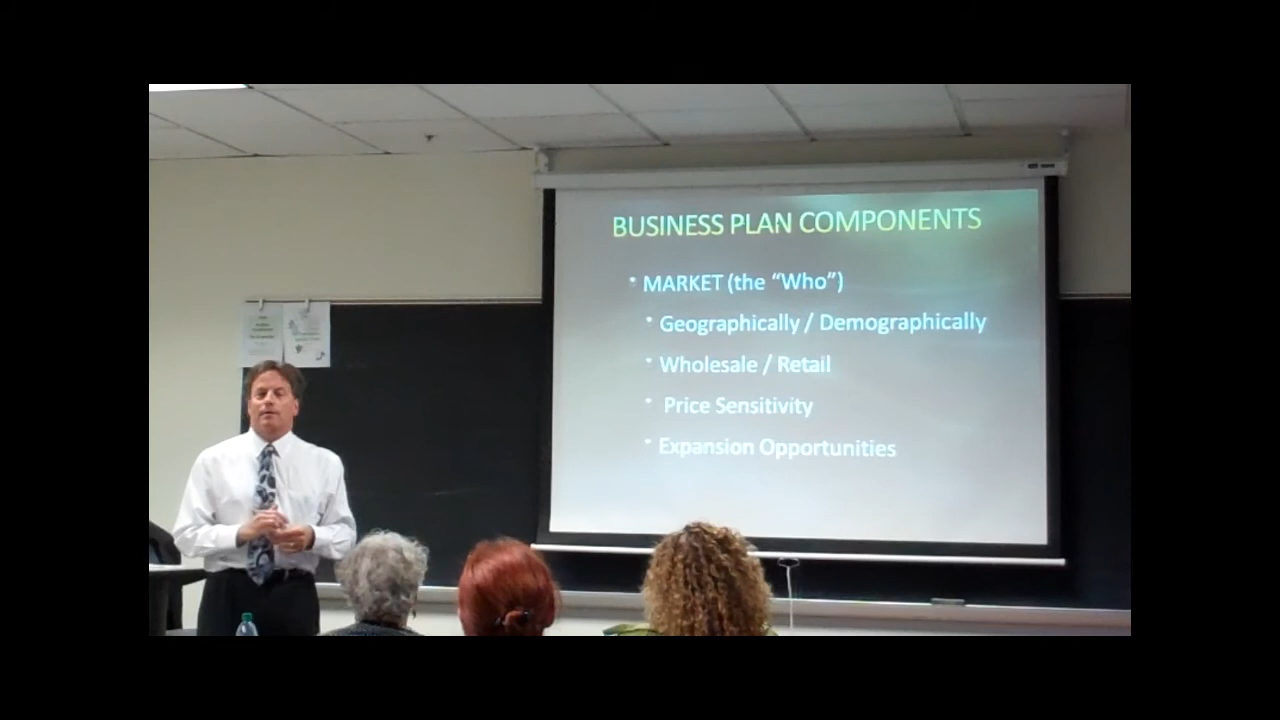 BUSINESS PLAN COMPONENTS
• MARKET (the “Who”)
• Geographically / Demographically
• Wholesale / Retail
• Price Sensitivity
• Expansion Opportunities